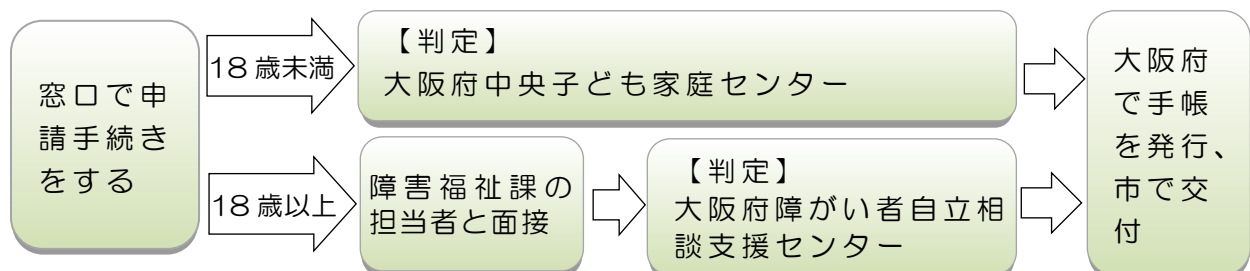 窓口で申
請手続き
をする
18歳未満
【判定】
大阪府中央子ども家庭センター
18歳以上
障害福祉課の
担当者と面接
【判定】
大阪府障がい者自立相
談支援センター
大阪府
で手帳
を発行、
市で交
付